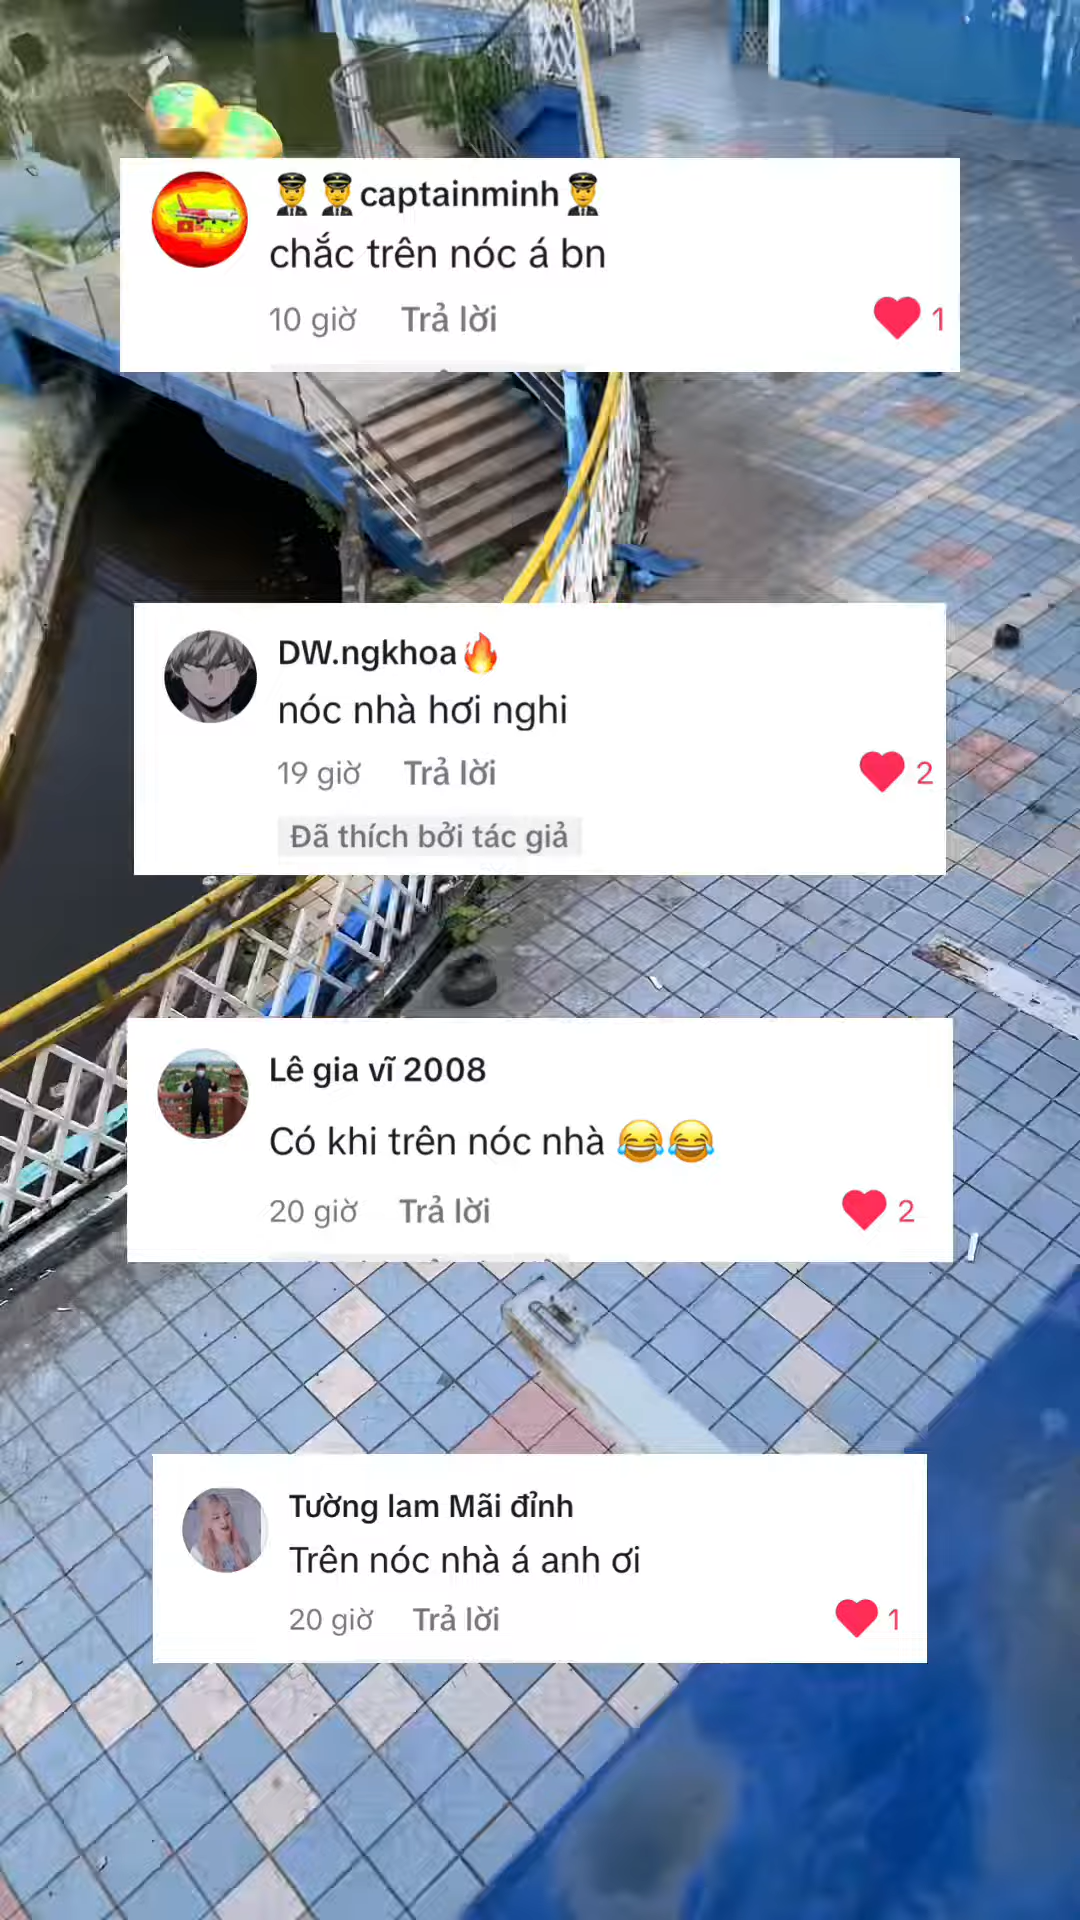 captainminh
chắc trên nóc á bn
10 giờ Trả lời 1
DW.ngkhoa
nóc nhà hơi nghi
19 giờ Trả lời 2
Đã thích bởi tác giả
Lê gia vĩ 2008
Có khi trên nóc nhà 😂😂
20 giờ Trả lời 2
Tường lam Mãi đỉnh
Trên nóc nhà á anh ơi
20 giờ Trả lời 1